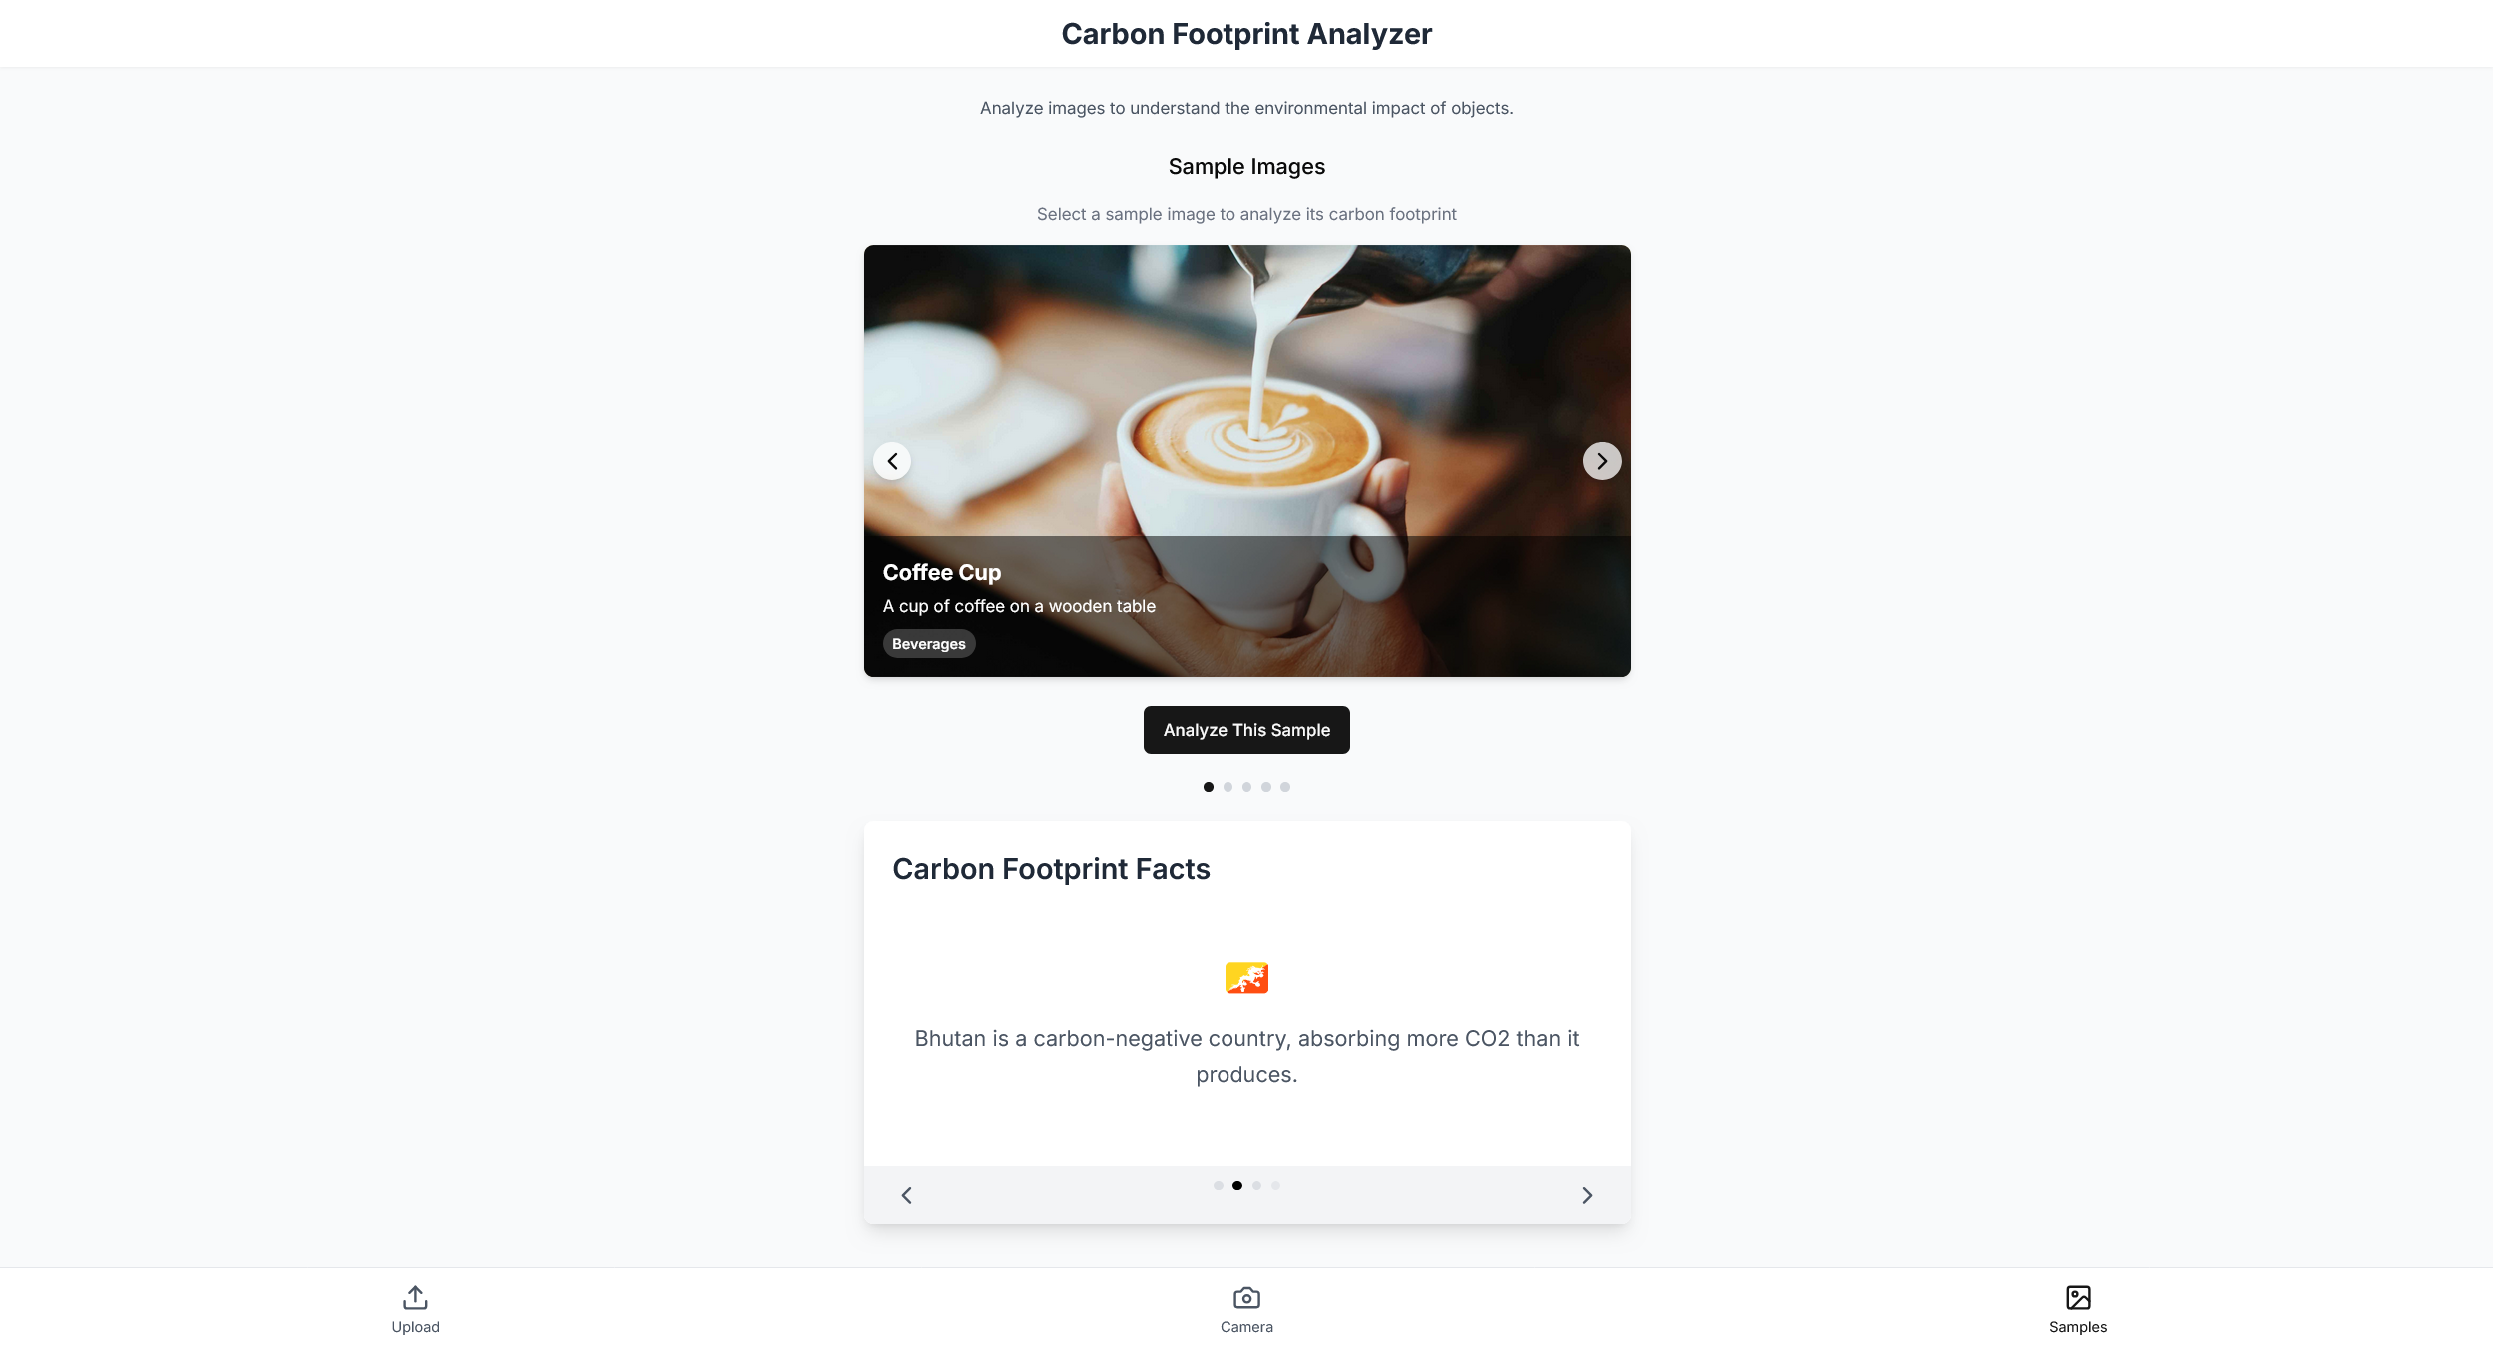 Carbon Footprint Analyzer
Analyze images to understand the environmental impact of objects.
Sample Images
Select a sample image to analyze its carbon footprint
Coffee Cup
A cup of coffee on a wooden table
Beverages
Analyze This Sample
Carbon Footprint Facts
Bhutan is a carbon-negative country, absorbing more CO2 than it
produces.
Upload
Camera
Samples